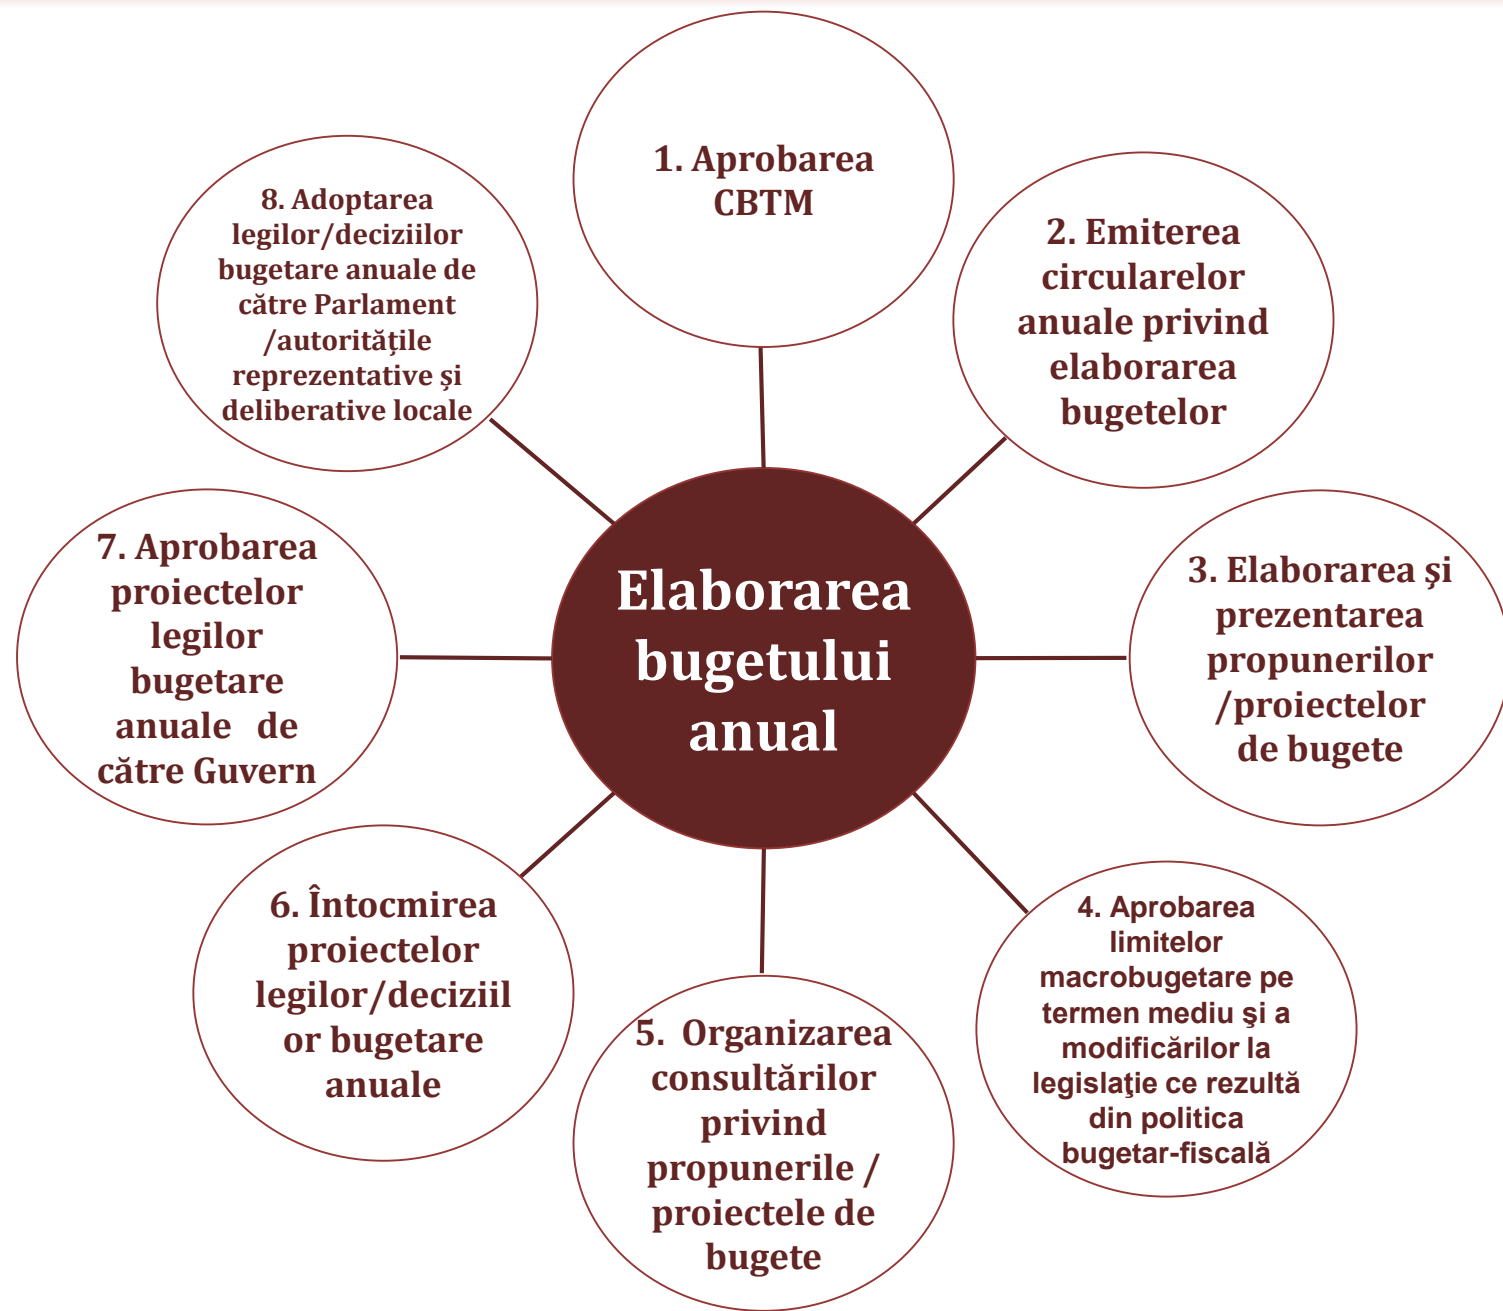 1. Aprobarea
CBTM
2. Emiterea
circularelor
anuale privind
elaborarea
bugetelor
3. Elaborarea şi
prezentarea
propunerilor
/proiectelor
de bugete
4. Aprobarea
limitelor
macrobugetare pe
termen mediu şi a
modificărilor la
legislaţie ce rezultă
din politica
bugetar-fiscală
5. Organizarea
consultărilor
privind
propunerile /
proiectele de
bugete
6. Întocmirea
proiectelor
legilor/deciziil
or bugetare
anuale
7. Aprobarea
proiectelor
legilor
bugetare
anuale de
către Guvern
8. Adoptarea
legilor/deciziilor
bugetare anuale de
către Parlament
/autorităţile
reprezentative şi
deliberative locale
Elaborarea
bugetului
anual